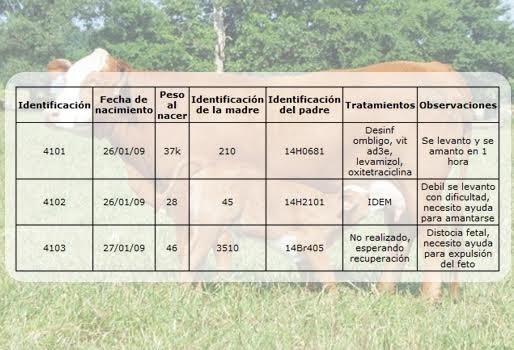 Identificación Fecha de nacimiento Peso al nacer Identificación de la madre Identificación del padre Tratamientos Observaciones
4101 26/01/09 37k 210 14H0681 Desinf ombligo, vit ad3e, levamizol, oxitetraciclina Se levanto y se amanto en 1 hora
4102 26/01/09 28 45 14H2101 IDEM Debil se levanto con dificultad, necesito ayuda para amantarse
4103 27/01/09 46 3510 14Br405 No realizado, esperando recuperación Distocia fetal, necesito ayuda para expulsión del feto